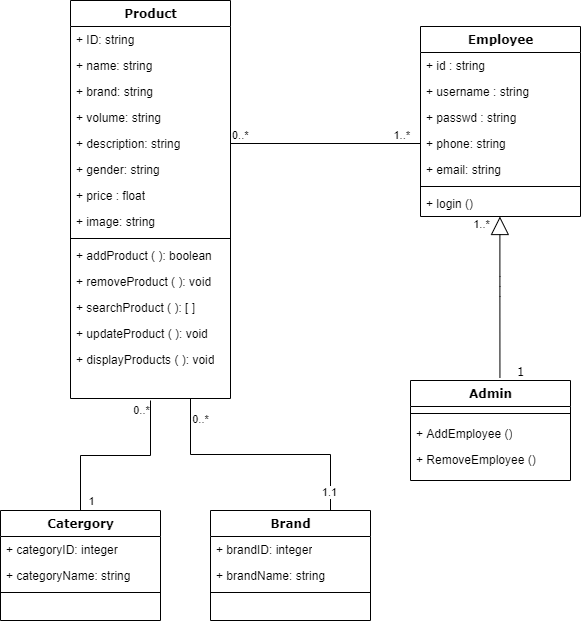 Product
+ ID: string
+ name: string
+ brand: string
+ volume: string
+ description: string
+ gender: string
+ price : float
+ image: string
+ addProduct ( ): boolean
+ removeProduct ( ): void
+ searchProduct ( ): [ ]
+ updateProduct ( ): void
+ displayProducts ( ): void
0..*
1..*
Employee
+ id : string
+ username : string
+ passwd : string
+ phone: string
+ email: string
+ login ()
1..*
1
Admin
+ AddEmployee ()
+ RemoveEmployee ()
0..*
0..*
1
1.1
Catergory
+ categoryID: integer
+ categoryName: string
Brand
+ brandID: integer
+ brandName: string